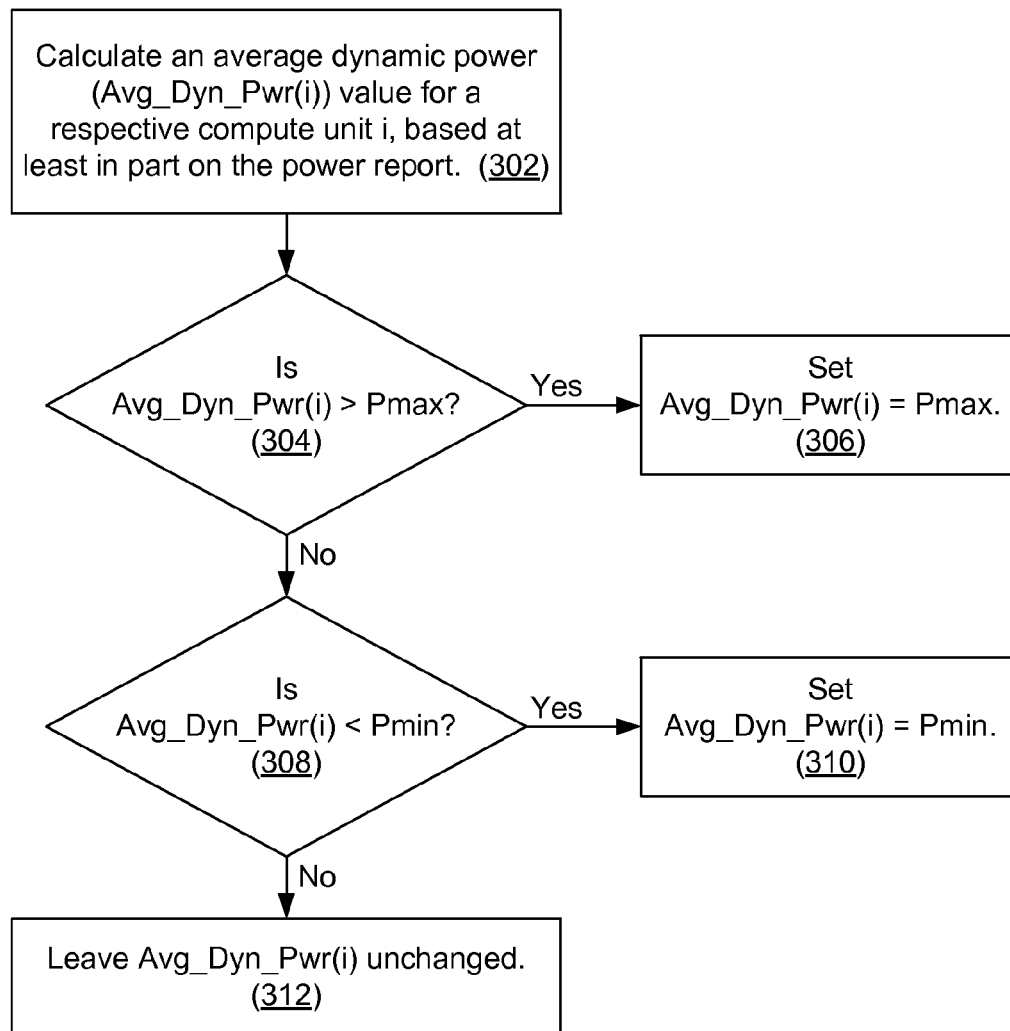 Calculate an average dynamic power
(Avg_Dyn_Pwr(i)) value for a
respective compute unit i, based at
least in part on the power report. (302)
Is
Avg_Dyn_Pwr(i) > Pmax?
(304)
Yes
Set
Avg_Dyn_Pwr(i) = Pmax.
(306)
No
Is
Avg_Dyn_Pwr(i) < Pmin?
(308)
Yes
Set
Avg_Dyn_Pwr(i) = Pmin.
(310)
No
Leave Avg_Dyn_Pwr(i) unchanged.
(312)